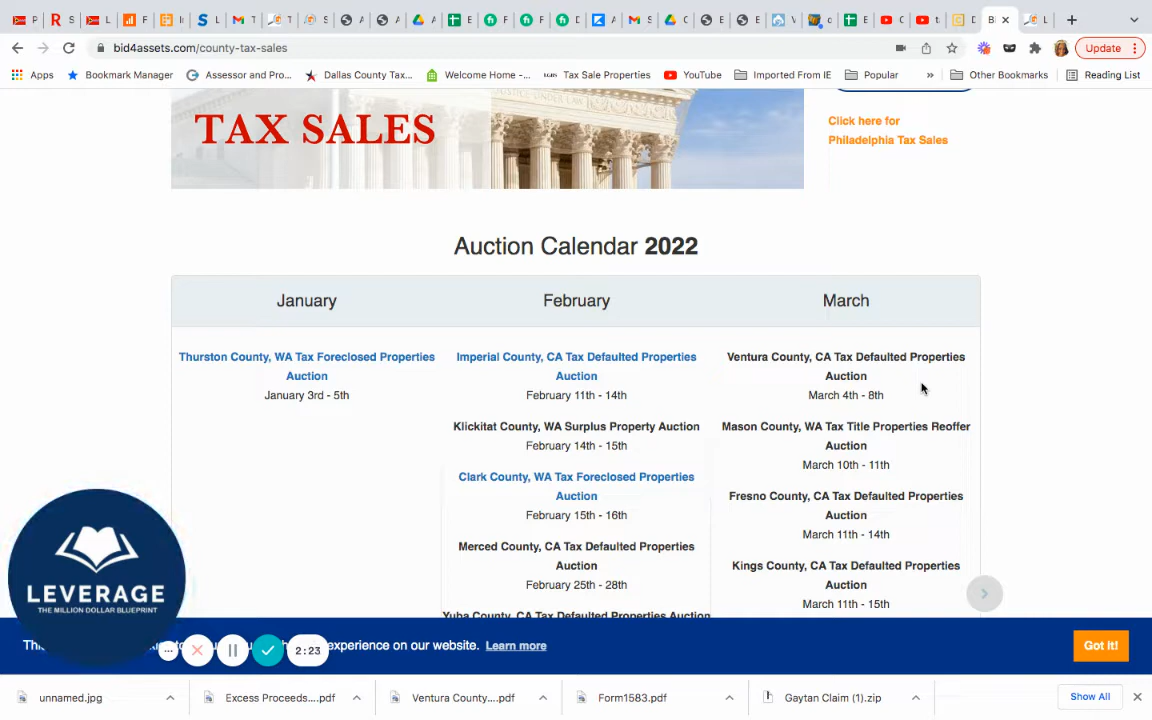 P
S
L
F
E
S
L
M
T
T
S
A
A
A
E
F
F
D
A
S
C
E
E
V
c
E
C
t
D
B
L
bid4assets.com/county-tax-sales
Update
Apps
Bookmark Manager
Assessor and Pro...
Dallas County Tax...
Welcome Home -...
Tax Sale Properties
YouTube
Imported From IE
Popular
»
Other Bookmarks
Reading List
TAX SALES
Click here for
Philadelphia Tax Sales
Auction Calendar 2022
January
February
March
Thurston County, WA Tax Foreclosed Properties
Auction
January 3rd - 5th
Imperial County, CA Tax Defaulted Properties
Auction
February 11th - 14th
Klickitat County, WA Surplus Property Auction
February 14th - 15th
Clark County, WA Tax Foreclosed Properties
Auction
February 15th - 16th
Merced County, CA Tax Defaulted Properties
Auction
February 25th - 28th
Yuba County, CA Tax Defaulted Properties Auction
Ventura County, CA Tax Defaulted Properties
Auction
March 4th - 8th
Mason County, WA Tax Title Properties Reoffer
Auction
March 10th - 11th
Fresno County, CA Tax Defaulted Properties
Auction
March 11th - 14th
Kings County, CA Tax Defaulted Properties
Auction
March 11th - 15th
LEVERAGE
THE MILLION DOLLAR BLUEPRINT
experience on our website. Learn more
Got it!
2:23
unnamed.jpg
Excess Proceeds....pdf
Ventura County....pdf
Form1583.pdf
Gaytan Claim (1).zip
Show All